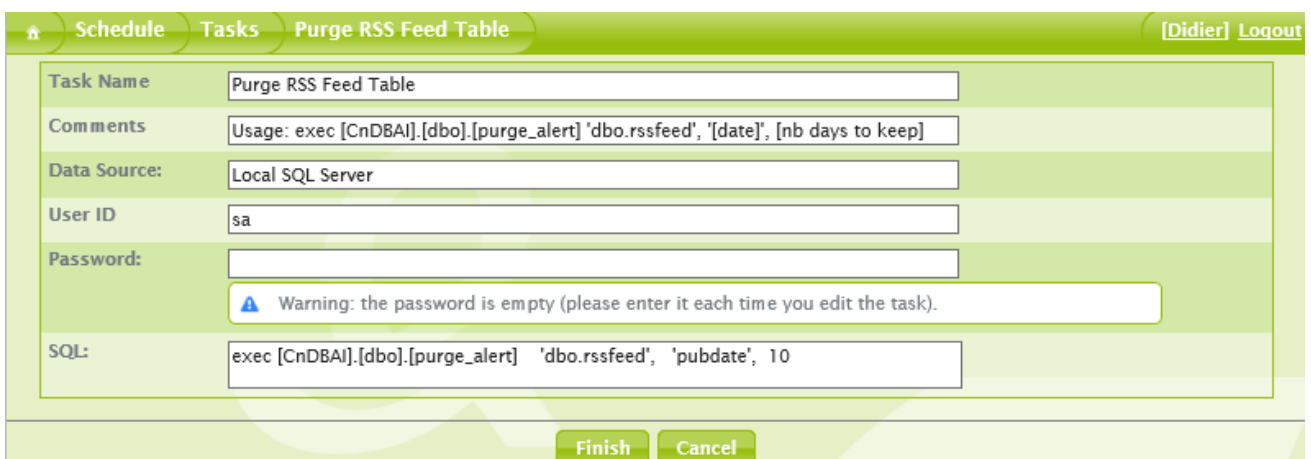 Schedule Tasks Purge RSS Feed Table [Didier] Logout
Task Name Purge RSS Feed Table
Comments Usage: exec [CnDBAI].[dbo].[purge_alert] 'dbo.rssfeed', '[date]', [nb days to keep]
Data Source: Local SQL Server
User ID sa
Password:
Warning: the password is empty (please enter it each time you edit the task).
SQL: exec [CnDBAI].[dbo].[purge_alert] 'dbo.rssfeed', 'pubdate', 10
Finish Cancel